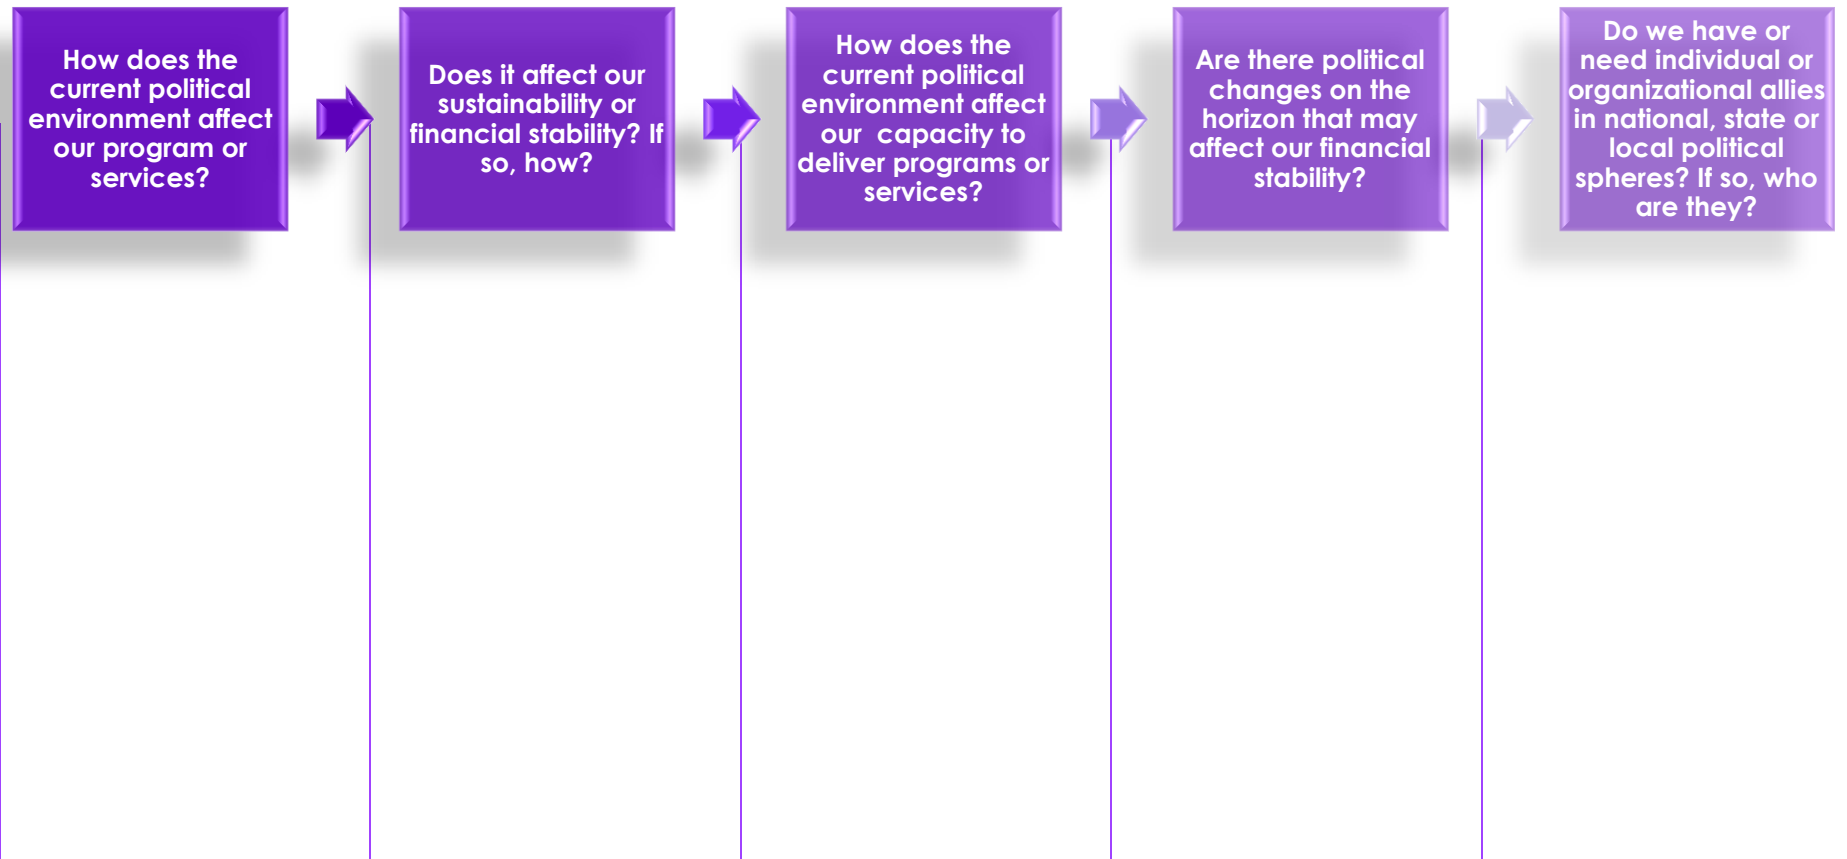 How does the
current political
environment affect
our program or
services?
Does it affect our
sustainability or
financial stability? If
so, how?
How does the
current political
environment affect
our  capacity to
deliver programs or
services?
Are there political
changes on the
horizon that may
affect our financial
stability?
Do we have or
need individual or
organizational allies
in national, state or
local political
spheres? If so, who
are they?